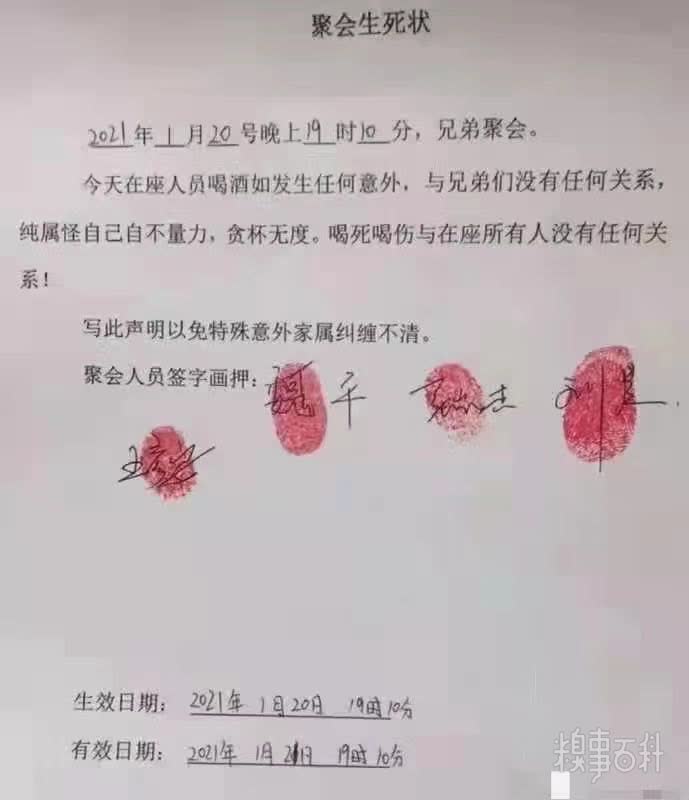 聚会生死状
2021年1月20号晚上19时10分，兄弟聚会。
今天在座人员喝酒如发生任何意外，与兄弟们没有任何关系，
纯属怪自己自不量力，贪杯无度。喝死喝伤与在座所有人没有任何关
系！
写此声明以免特殊意外家属纠缠不清。
聚会人员签字画押：
生效日期：2021年1月20日 19时10分
有效日期：2021年1月21日 19时10分
糗事百科